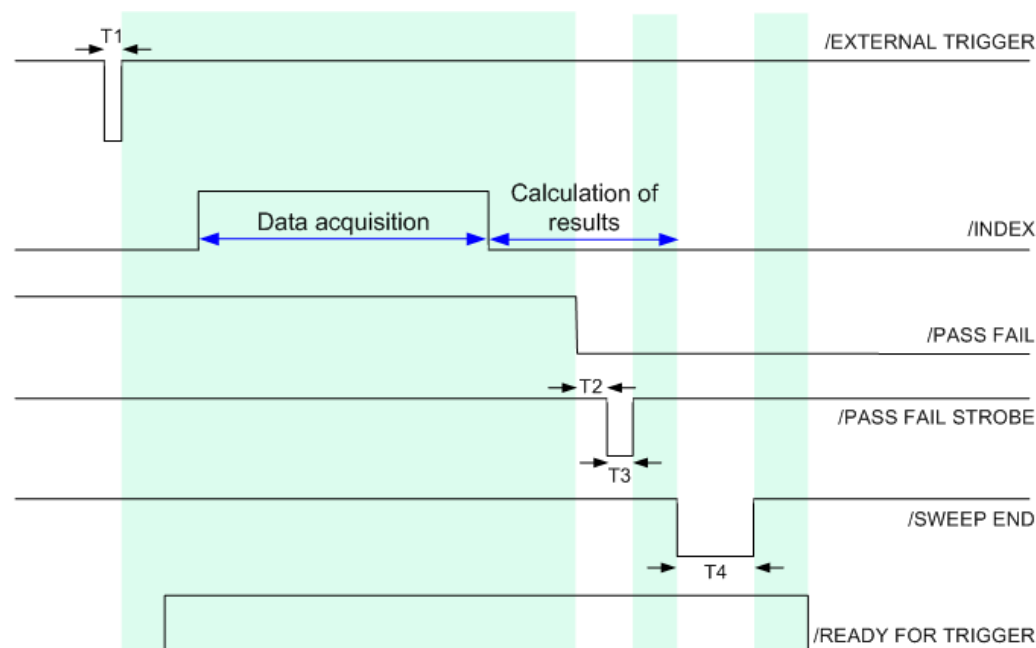 T1
/EXTERNAL TRIGGER
Calculation of
results
Data acquisition
/INDEX
/PASS FAIL
T2
/PASS FAIL STROBE
T3
/SWEEP END
T4
/READY FOR TRIGGER